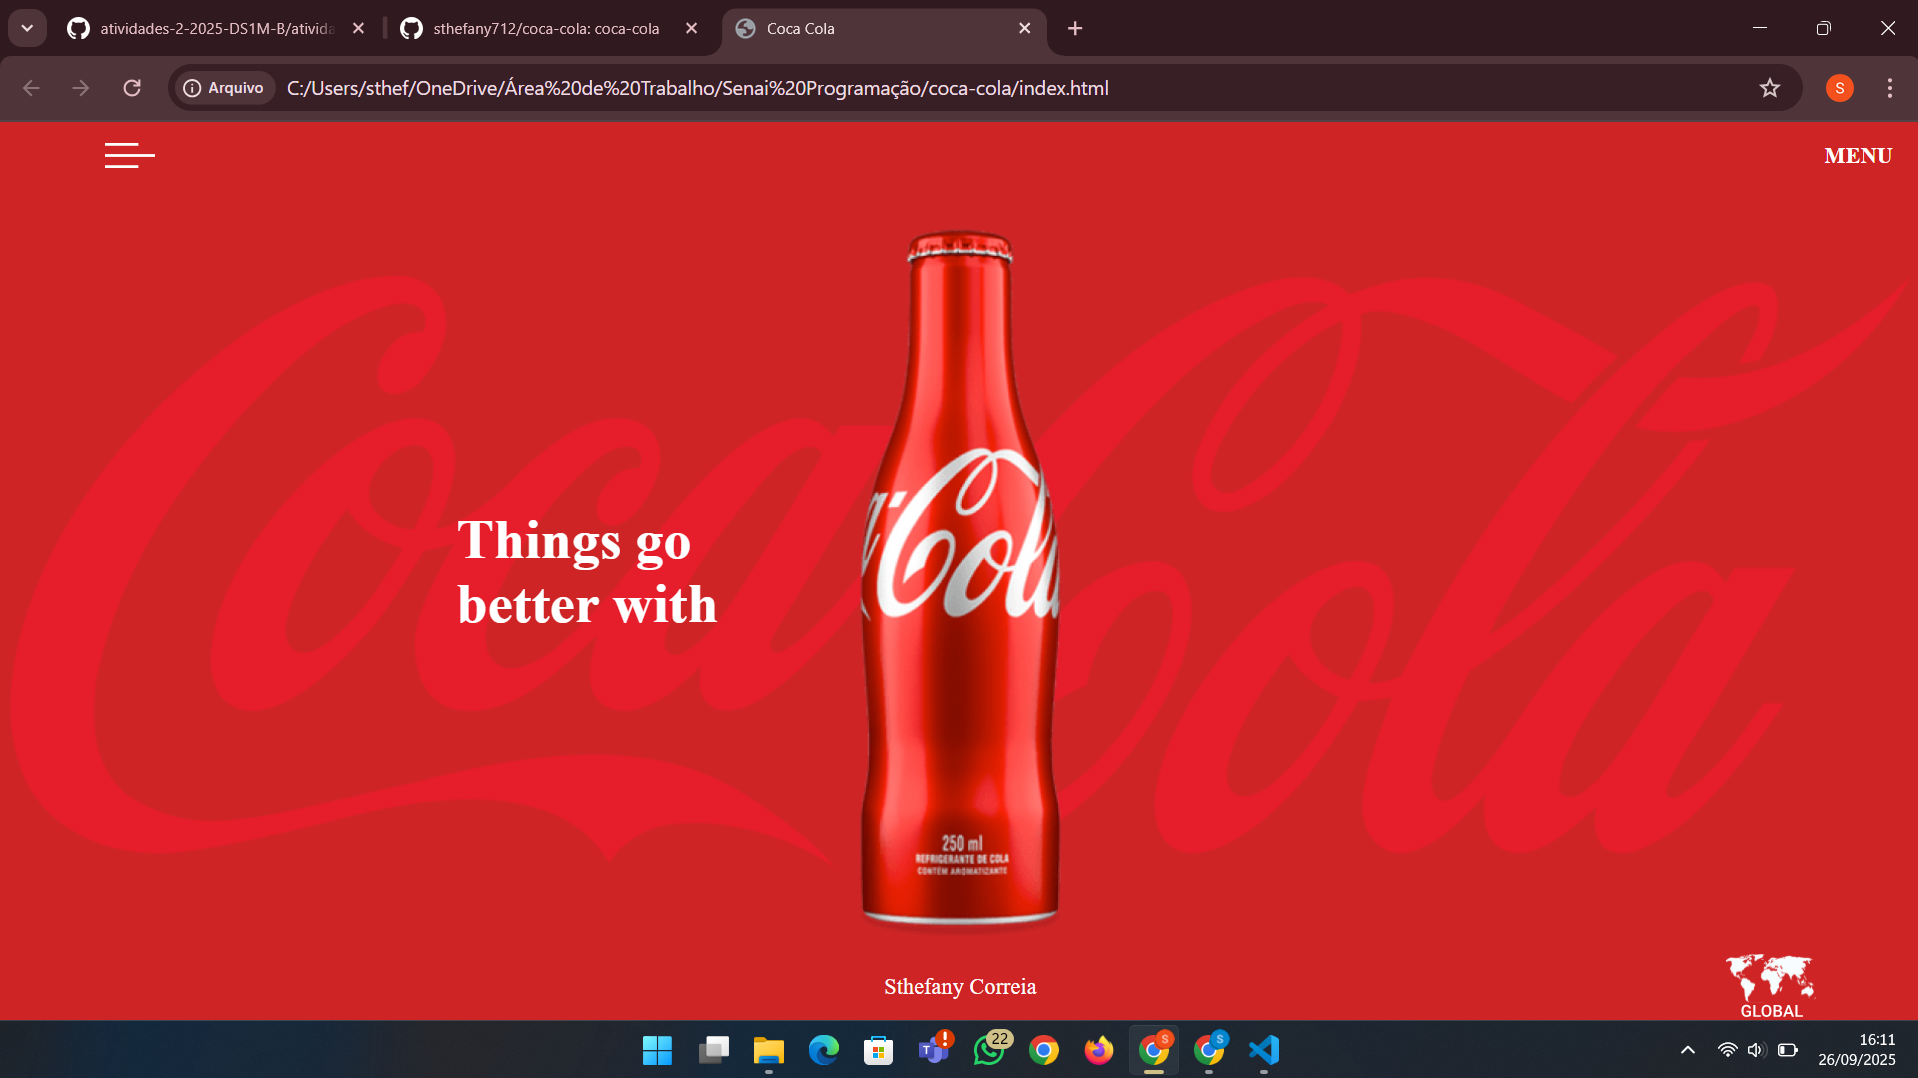 atividades-2-2025-DS1M-B/ativida
sthefany712/coca-cola: coca-cola
Coca Cola
Arquivo
C:/Users/sthef/OneDrive/Área%20de%20Trabalho/Senai%20Programação/coca-cola/index.html
S
MENU
Coca-Cola
Things go
better with
a-Cola
250 ml
REFRIGERANTE DE COLA
CONTÉM AROMATIZANTE
Sthefany Correia
GLOBAL
T
22
S
S
16:11
26/09/2025